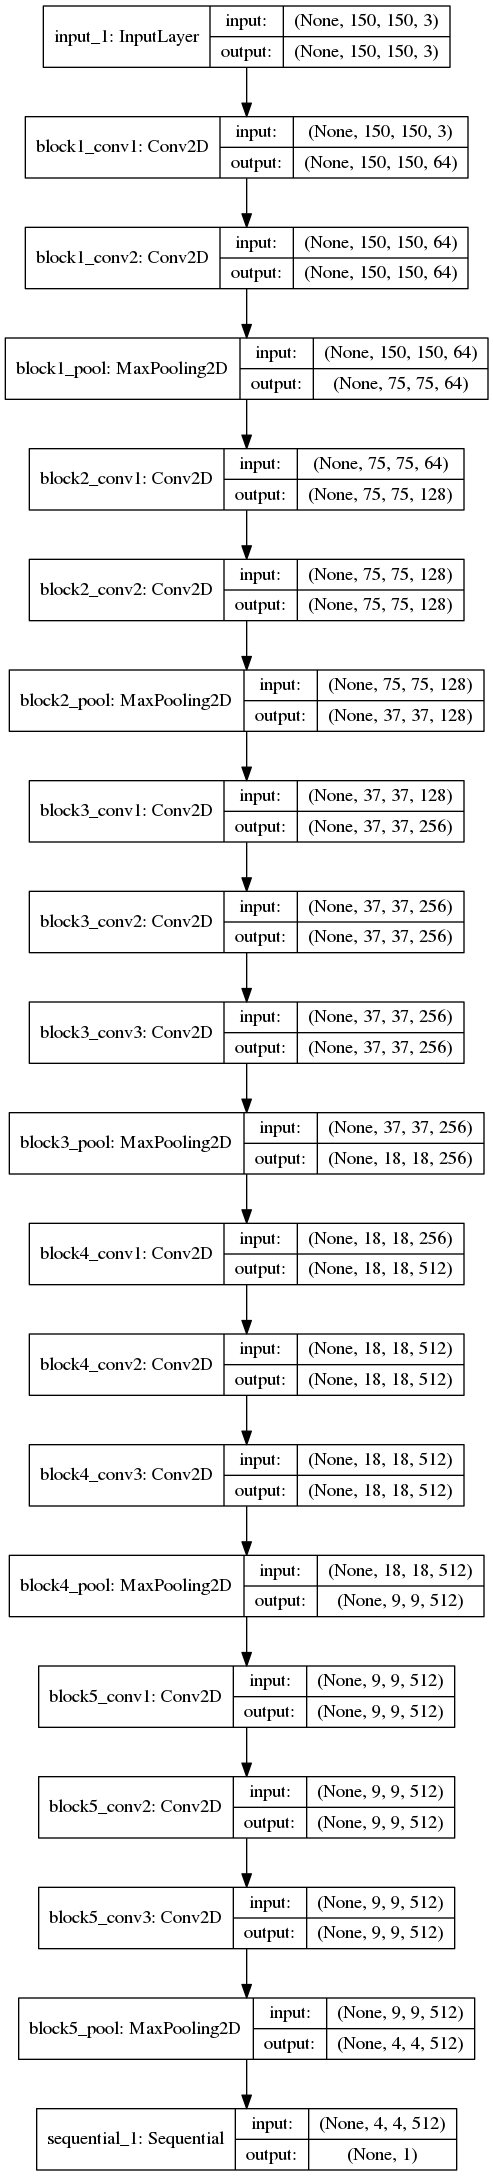 input_1: InputLayer
input: (None, 150, 150, 3)
output: (None, 150, 150, 3)
block1_conv1: Conv2D
input: (None, 150, 150, 3)
output: (None, 150, 150, 64)
block1_conv2: Conv2D
input: (None, 150, 150, 64)
output: (None, 150, 150, 64)
block1_pool: MaxPooling2D
input: (None, 150, 150, 64)
output: (None, 75, 75, 64)
block2_conv1: Conv2D
input: (None, 75, 75, 64)
output: (None, 75, 75, 128)
block2_conv2: Conv2D
input: (None, 75, 75, 128)
output: (None, 75, 75, 128)
block2_pool: MaxPooling2D
input: (None, 75, 75, 128)
output: (None, 37, 37, 128)
block3_conv1: Conv2D
input: (None, 37, 37, 128)
output: (None, 37, 37, 256)
block3_conv2: Conv2D
input: (None, 37, 37, 256)
output: (None, 37, 37, 256)
block3_conv3: Conv2D
input: (None, 37, 37, 256)
output: (None, 37, 37, 256)
block3_pool: MaxPooling2D
input: (None, 37, 37, 256)
output: (None, 18, 18, 256)
block4_conv1: Conv2D
input: (None, 18, 18, 256)
output: (None, 18, 18, 512)
block4_conv2: Conv2D
input: (None, 18, 18, 512)
output: (None, 18, 18, 512)
block4_conv3: Conv2D
input: (None, 18, 18, 512)
output: (None, 18, 18, 512)
block4_pool: MaxPooling2D
input: (None, 18, 18, 512)
output: (None, 9, 9, 512)
block5_conv1: Conv2D
input: (None, 9, 9, 512)
output: (None, 9, 9, 512)
block5_conv2: Conv2D
input: (None, 9, 9, 512)
output: (None, 9, 9, 512)
block5_conv3: Conv2D
input: (None, 9, 9, 512)
output: (None, 9, 9, 512)
block5_pool: MaxPooling2D
input: (None, 9, 9, 512)
output: (None, 4, 4, 512)
sequential_1: Sequential
input: (None, 4, 4, 512)
output: (None, 1)